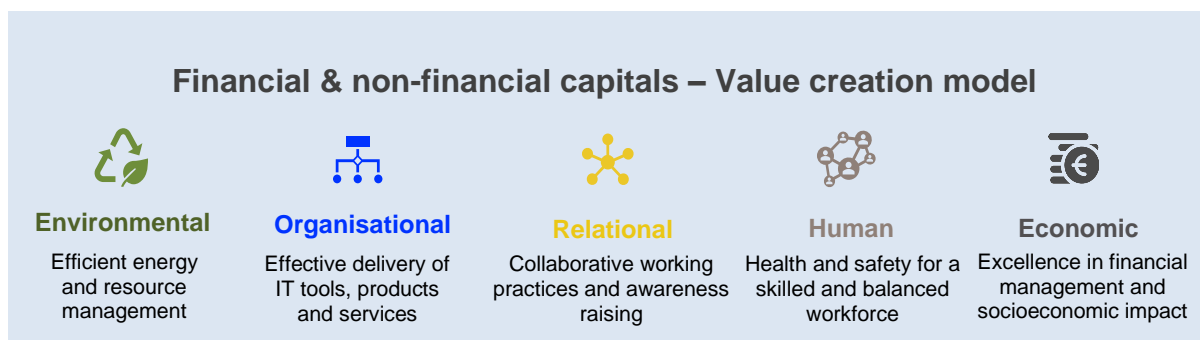 Financial & non-financial capitals – Value creation model
Environmental
Efficient energy
and resource
management
Organisational
Effective delivery of
IT tools, products
and services
Relational
Collaborative working
practices and awareness
raising
Human
Health and safety for a
skilled and balanced
workforce
Economic
Excellence in financial
management and
socioeconomic impact